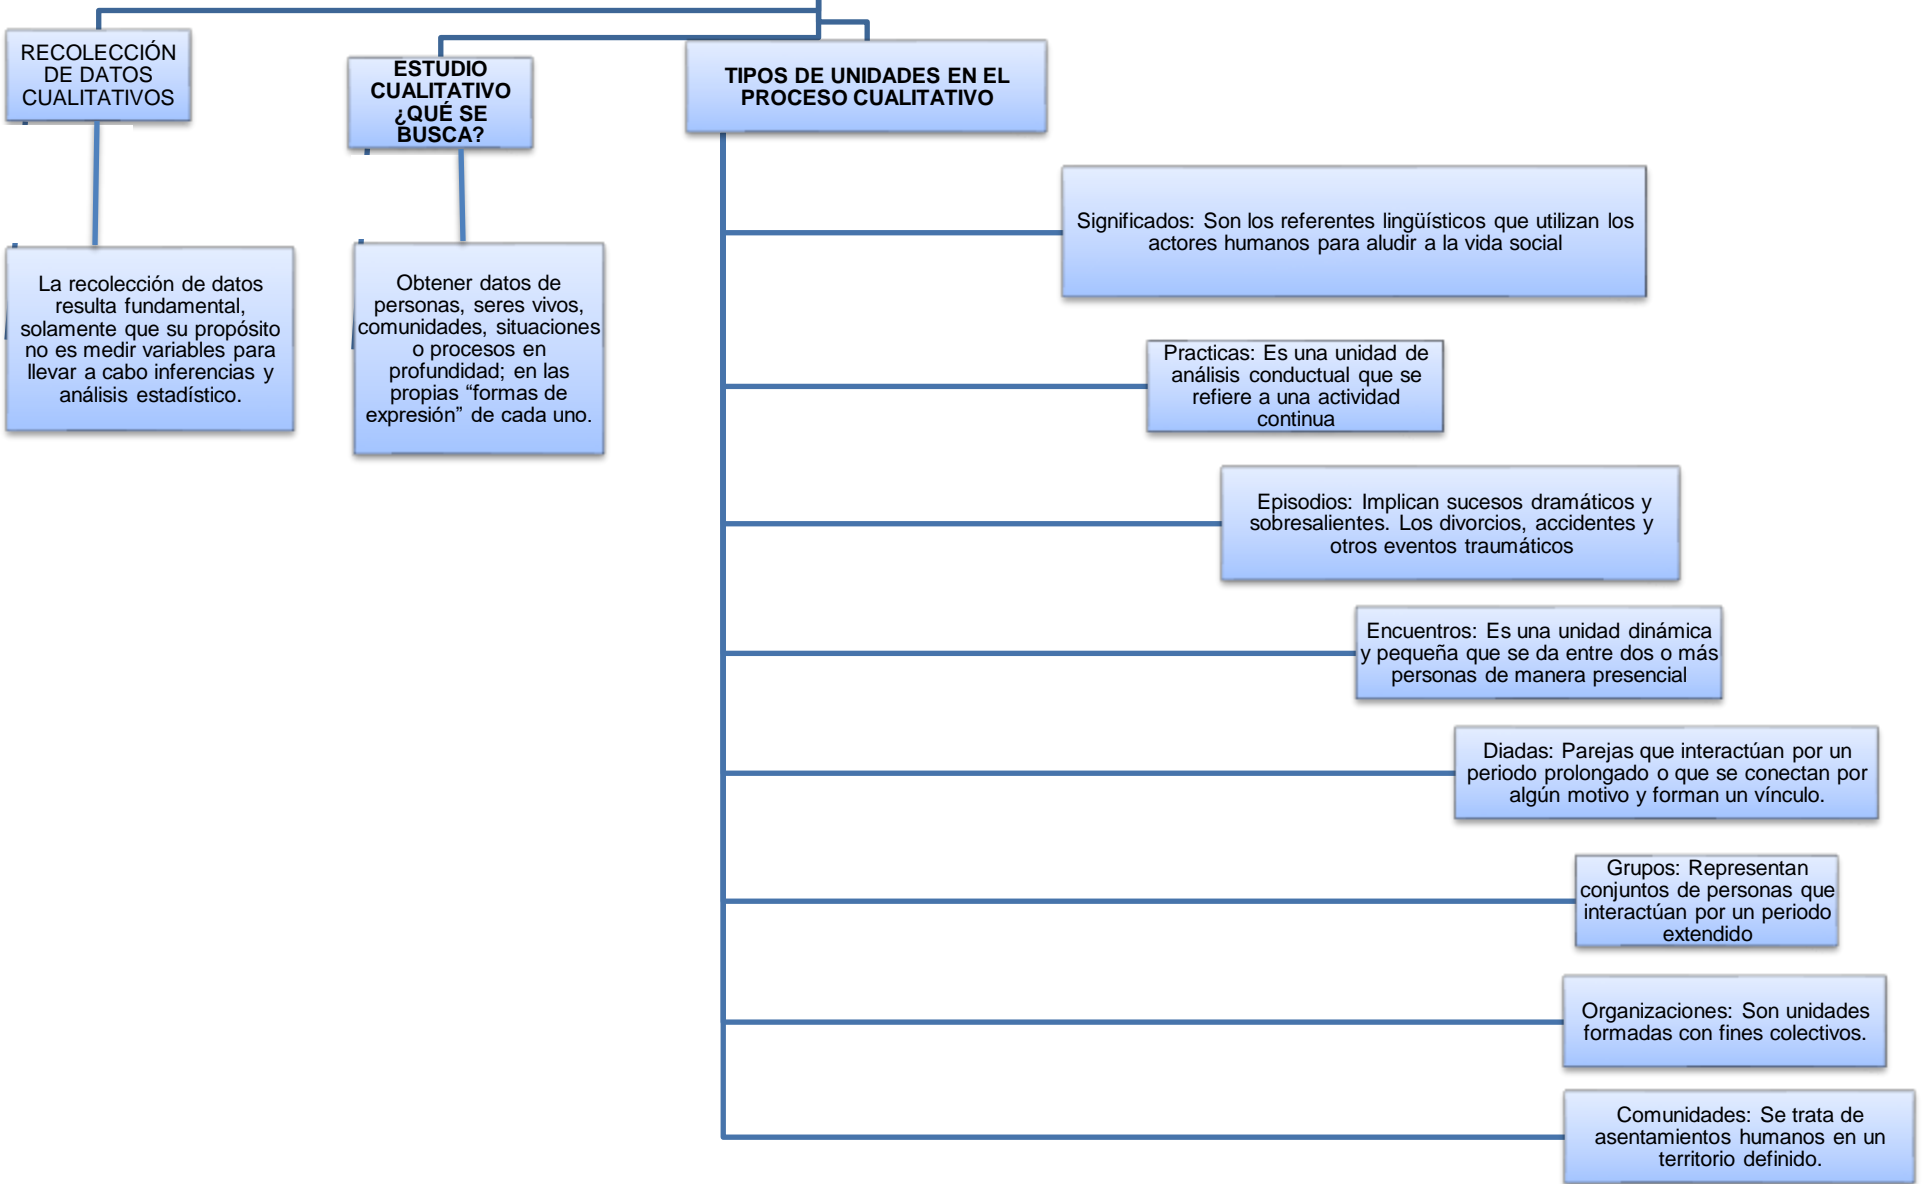 RECOLECCIÓN
DE DATOS
CUALITATIVOS
ESTUDIO
CUALITATIVO
¿QUÉ SE
BUSCA?
TIPOS DE UNIDADES EN EL
PROCESO CUALITATIVO
La recolección de datos
resulta fundamental,
solamente que su propósito
no es medir variables para
llevar a cabo inferencias y
análisis estadístico.
Obtener datos de
personas, seres vivos,
comunidades, situaciones
o procesos en
profundidad; en las
propias “formas de
expresión” de cada uno.
Significados: Son los referentes lingüísticos que utilizan los
actores humanos para aludir a la vida social
Practicas: Es una unidad de
análisis conductual que se
refiere a una actividad
continua
Episodios: Implican sucesos dramáticos y
sobresalientes. Los divorcios, accidentes y
otros eventos traumáticos
Encuentros: Es una unidad dinámica
y pequeña que se da entre dos o más
personas de manera presencial
Diadas: Parejas que interactúan por un
periodo prolongado o que se conectan por
algún motivo y forman un vínculo.
Grupos: Representan
conjuntos de personas que
interactúan por un periodo
extendido
Organizaciones: Son unidades
formadas con fines colectivos.
Comunidades: Se trata de
asentamientos humanos en un
territorio definido.